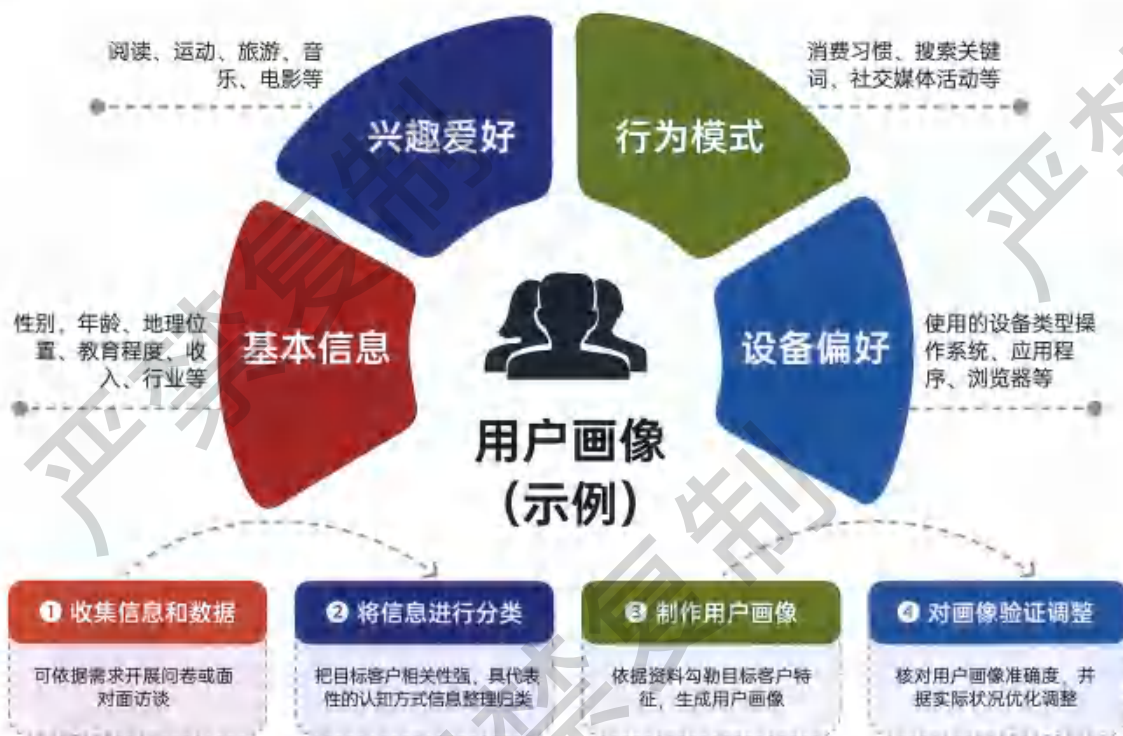 阅读、运动、旅游、音
乐、电影等
消费习惯、搜索关键
词、社交媒体活动等
兴趣爱好
行为模式
性别、年龄、地理位
置、教育程度、收
入、行业等
基本信息
设备偏好
使用的设备类型操
作系统、应用程
序、浏览器等
用户画像
（示例）
❶ 收集信息和数据
可依据需求开展问卷或面
对面访谈
❷ 将信息进行分类
把目标客户相关性强、具代表
性的认知方式信息整理归类
❸ 制作用户画像
依据资料勾勒目标客户特
征，生成用户画像
❹ 对画像验证调整
核对用户画像准确度，并
据实际状况优化调整
严禁复制
严禁复制
严禁